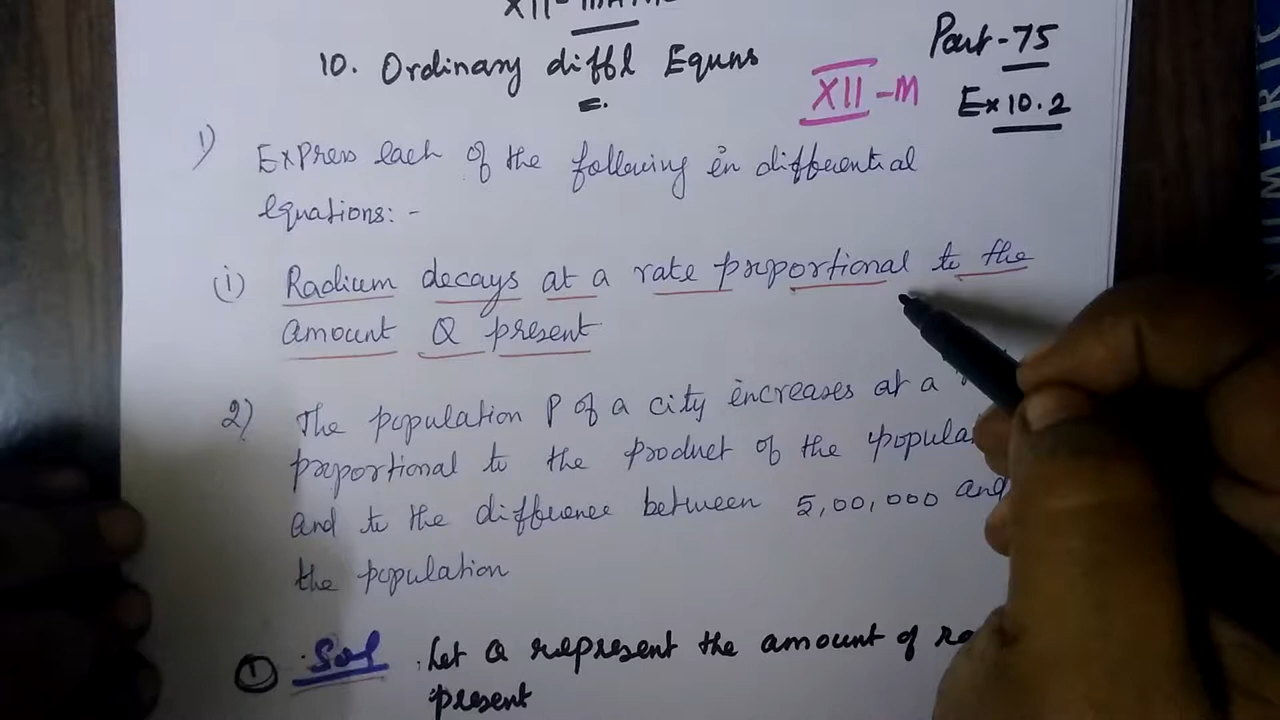 10. Ordinary diffl Equns
Part-75
XII-M
Ex 10.2
1) Express each of the following in differential
equations:-
(i) Radium decays at a rate proportional to the
amount Q present
2) The population P of a city increases at a
proportional to the product of the
and to the difference between 5,00,000 and
the population
① Sol Let Q represent the amount of
present